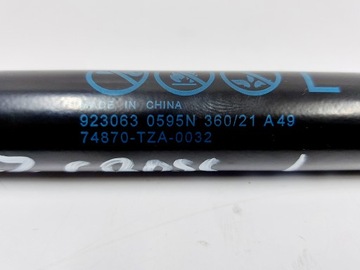 L
MADE IN CHINA
923063 0595N 360/21 A49
74870-TZA-0032